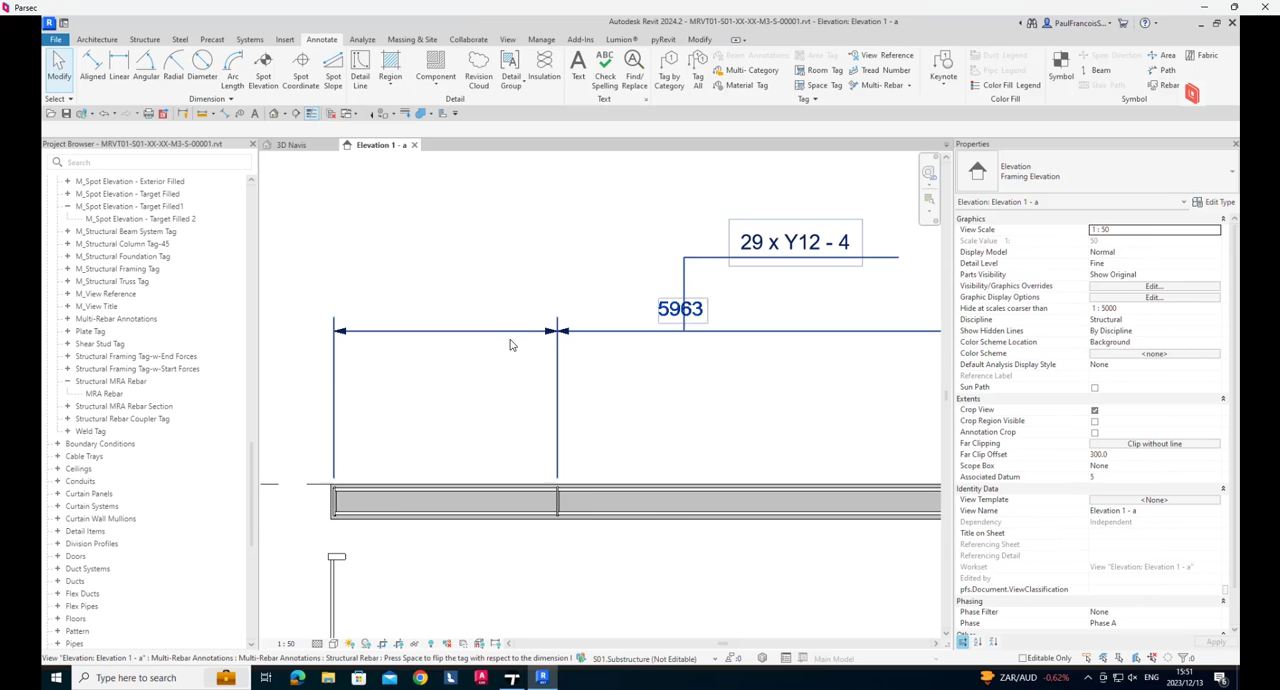 Parsec
Autodesk Revit 2024.2 - MRVT01-S01-XX-XX-M3-S-00001.rvt - Elevation: Elevation 1 - a
PaulFrancoisS...
File Architecture Structure Steel Precast Systems Insert Annotate Analyze Massing & Site Collaborate View Manage Add-Ins Lumion® pyRevit Modify
Modify Aligned Linear Angular Radial Diameter Arc Length Spot Elevation Spot Coordinate Spot Slope Detail Line Region Component Revision Cloud Detail Group Insulation Text Check Spelling Find/ Replace Tag by Category Tag All
Beam Annotations Area Tag View Reference
Multi- Category Room Tag Tread Number
Material Tag Space Tag Multi- Rebar
Keynote
Duct Legend
Pipe Legend
Color Fill Legend
Symbol
Span Direction Area Fabric
Beam Path
Stair Path Rebar
Select Dimension Detail Text Tag Color Fill Symbol
Project Browser - MRVT01-S01-XX-XX-M3-S-00001.rvt
Search
M_Spot Elevation - Exterior Filled
M_Spot Elevation - Target Filled
M_Spot Elevation - Target Filled1
M_Spot Elevation - Target Filled 2
M_Structural Beam System Tag
M_Structural Column Tag-45
M_Structural Foundation Tag
M_Structural Framing Tag
M_Structural Truss Tag
M_View Reference
M_View Title
Multi-Rebar Annotations
Plate Tag
Shear Stud Tag
Structural Framing Tag-w-End Forces
Structural Framing Tag-w-Start Forces
Structural MRA Rebar
MRA Rebar
Structural MRA Rebar Section
Structural Rebar Coupler Tag
Weld Tag
Boundary Conditions
Cable Trays
Ceilings
Conduits
Curtain Panels
Curtain Systems
Curtain Wall Mullions
Detail Items
Division Profiles
Doors
Duct Systems
Ducts
Flex Ducts
Flex Pipes
Floors
Pattern
Pipes
3D Navis
Elevation 1 - a
29 x Y12 - 4
5963
Properties
Elevation
Framing Elevation
Elevation: Elevation 1 - a
Edit Type
Graphics
View Scale 1 : 50
Scale Value 1: 50
Display Model Normal
Detail Level Fine
Parts Visibility Show Original
Visibility/Graphics Overrides Edit...
Graphic Display Options Edit...
Hide at scales coarser than 1 : 5000
Discipline Structural
Show Hidden Lines By Discipline
Color Scheme Location Background
Color Scheme <none>
Default Analysis Display Style None
Reference Label
Sun Path
Extents
Crop View
Crop Region Visible
Annotation Crop
Far Clipping Clip without line
Far Clip Offset 300.0
Scope Box None
Associated Datum 5
Identity Data
View Template <None>
View Name Elevation 1 - a
Dependency Independent
Title on Sheet
Referencing Sheet
Referencing Detail
Workset View "Elevation: Elevation 1 - a"
Edited by
pfs.Document.ViewClassification
Phasing
Phase Filter None
Phase Phase A
Apply
1 : 50
View "Elevation: Elevation 1 - a" : Multi-Rebar Annotations : Multi-Rebar Annotations : Structural Rebar : Press Space to flip the tag with respect to the dimension l
S01.Substructure (Not Editable) :0 Main Model Editable Only :0
Type here to search
ZAR/AUD -0,62% ENG 15:51
2023/12/13